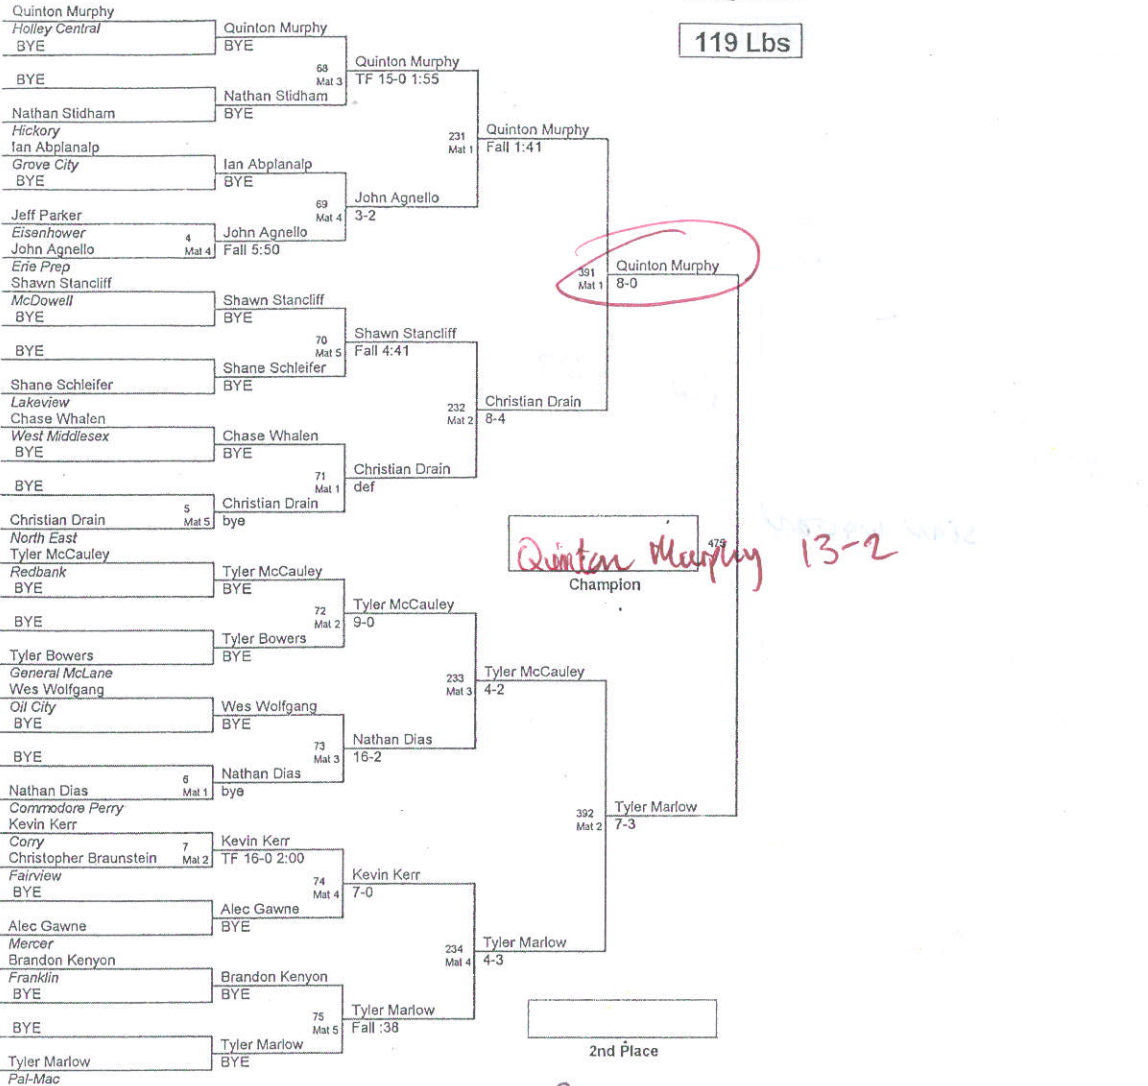 119 Lbs
Quinton Murphy
Holley Central
BYE
BYE
Nathan Stidham
Hickory
Ian Abplanalp
Grove City
BYE
Jeff Parker
Eisenhower
John Agnello
Erie Prep
Shawn Stancliff
McDowell
BYE
BYE
Shane Schleifer
Lakeview
Chase Whalen
West Middlesex
BYE
BYE
Christian Drain
North East
Tyler McCauley
Redbank
BYE
BYE
Tyler Bowers
General McLane
Wes Wolfgang
Oil City
BYE
BYE
Nathan Dias
Commodore Perry
Kevin Kerr
Corry
Christopher Braunstein
Fairview
BYE
Alec Gawne
Mercer
Brandon Kenyon
Franklin
BYE
BYE
Tyler Marlow
Pal-Mac
4
Mat 4
5
Mat 5
6
Mat 1
7
Mat 2
Quinton Murphy
BYE
Nathan Stidham
BYE
Ian Abplanalp
BYE
John Agnello
Fall 5:50
Shawn Stancliff
BYE
Shane Schleifer
BYE
Chase Whalen
BYE
Christian Drain
bye
Tyler McCauley
BYE
Tyler Bowers
BYE
Wes Wolfgang
BYE
Nathan Dias
bye
Kevin Kerr
TF 16-0 2:00
Alec Gawne
BYE
Brandon Kenyon
BYE
Tyler Marlow
BYE
68
Mat 3
69
Mat 4
70
Mat 5
71
Mat 1
72
Mat 2
73
Mat 3
74
Mat 4
75
Mat 5
Quinton Murphy
TF 15-0 1:55
John Agnello
3-2
Shawn Stancliff
Fall 4:41
Christian Drain
def
Tyler McCauley
9-0
Nathan Dias
16-2
Kevin Kerr
7-0
Tyler Marlow
Fall :38
231
Mat 1
232
Mat 2
233
Mat 3
234
Mat 4
Quinton Murphy
Fall 1:41
Christian Drain
8-4
Tyler McCauley
4-2
Tyler Marlow
4-3
391
Mat 1
392
Mat 2
Quinton Murphy
8-0
Tyler Marlow
7-3
475
Quinton Murphy 13-2
Champion
2nd Place